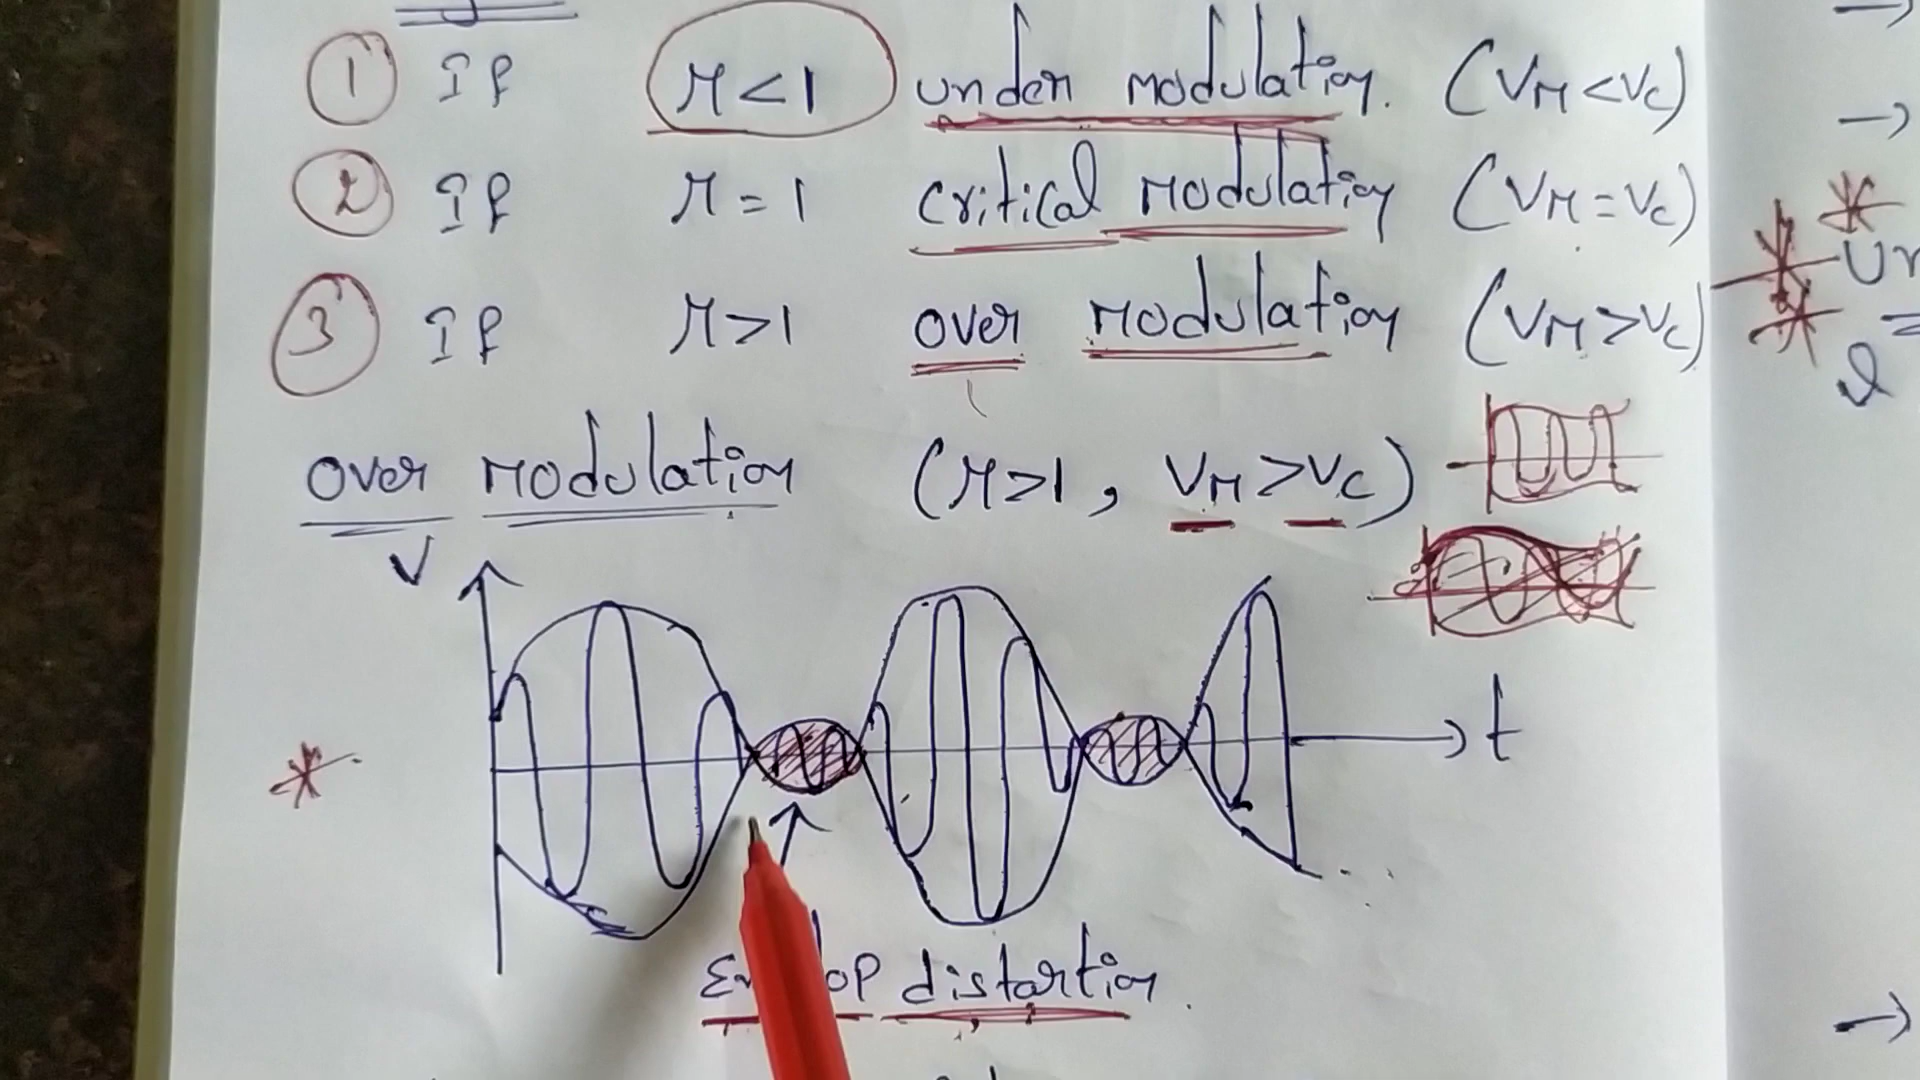 ① If M<1 under modulation. (VM<VC)
② If M=1 critical modulation (VM=VC)
③ If M>1 over modulation (VM>VC)
over modulation (M>1, VM>VC)
V
t
distortion.